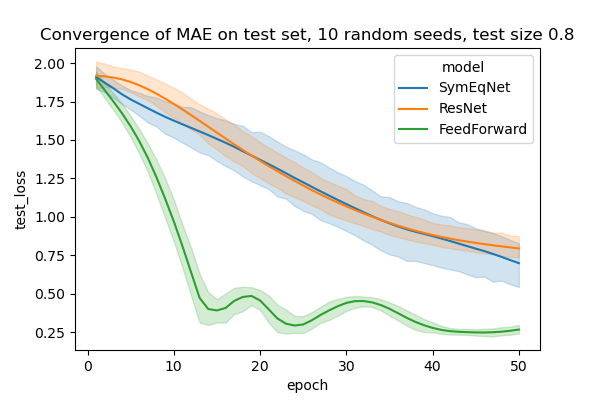 Convergence of MAE on test set, 10 random seeds, test size 0.8
2.00
1.75
1.50
1.25
1.00
0.75
0.50
0.25
test_loss
model
SymEqNet
ResNet
FeedForward
0
10
20
30
40
50
epoch